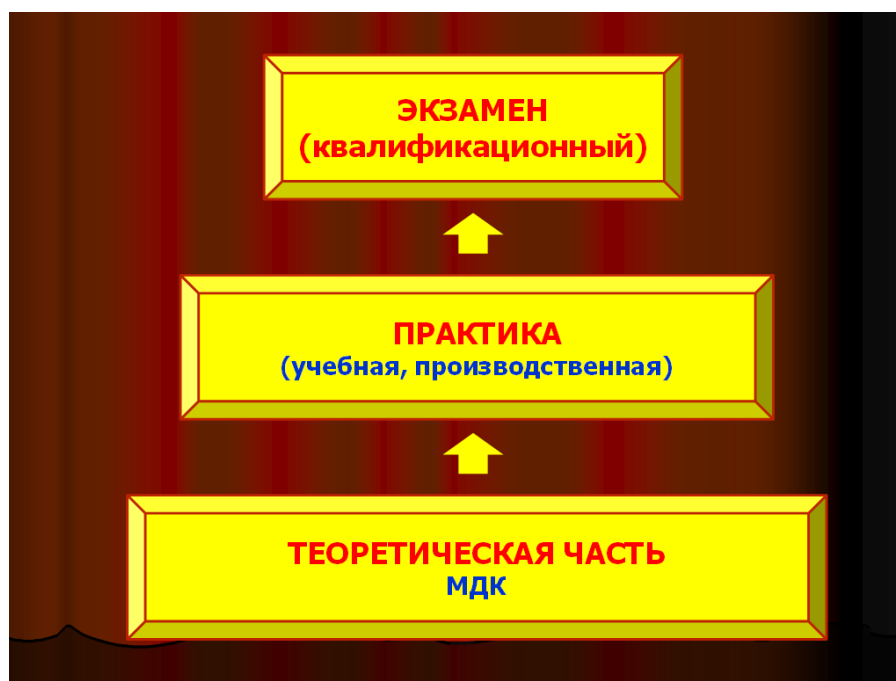 ЭКЗАМЕН
(квалификационный)
ПРАКТИКА
(учебная, производственная)
ТЕОРЕТИЧЕСКАЯ ЧАСТЬ
МДК